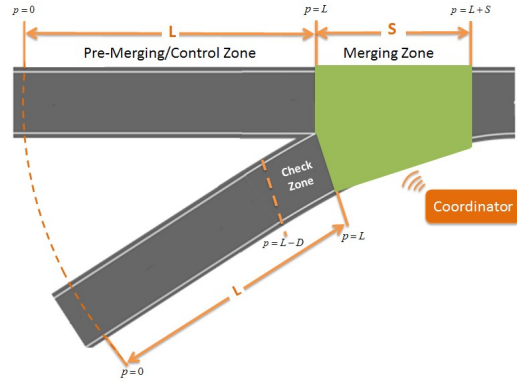 p=0
p=L
p=L+S
L
S
Pre-Merging/Control Zone
Merging Zone
Check
Zone
Coordinator
p=L−D
p=L
L
p=0